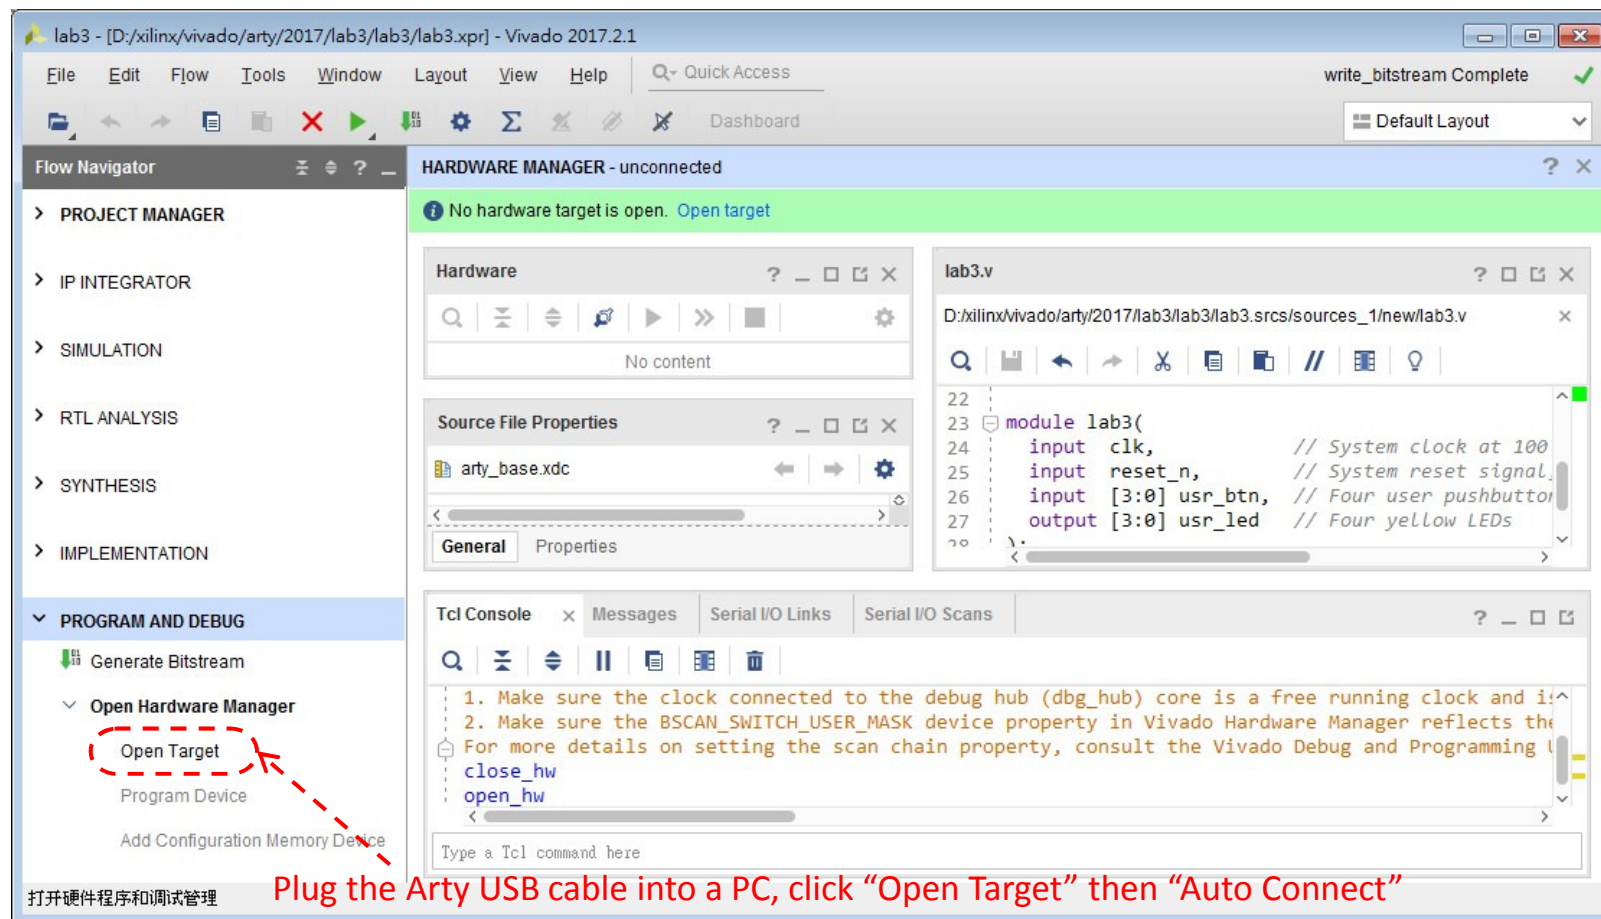 lab3 - [D:/xilinx/vivado/arty/2017/lab3/lab3/lab3.xpr] - Vivado 2017.2.1
File Edit Flow Tools Window Layout View Help Quick Access write_bitstream Complete
Dashboard Default Layout
Flow Navigator
HARDWARE MANAGER - unconnected
No hardware target is open. Open target
PROJECT MANAGER
IP INTEGRATOR
SIMULATION
RTL ANALYSIS
SYNTHESIS
IMPLEMENTATION
PROGRAM AND DEBUG
Generate Bitstream
Open Hardware Manager
Open Target
Program Device
Add Configuration Memory Device
Hardware
No content
Source File Properties
arty_base.xdc
General Properties
lab3.v
D:/xilinx/vivado/arty/2017/lab3/lab3/lab3.srcs/sources_1/new/lab3.v
22
23 module lab3(
24 input clk, // System clock at 100
25 input reset_n, // System reset signal,
26 input [3:0] usr_btn, // Four user pushbutton
27 output [3:0] usr_led // Four yellow LEDs
28 );
Tcl Console Messages Serial I/O Links Serial I/O Scans
1. Make sure the clock connected to the debug hub (dbg_hub) core is a free running clock and is
2. Make sure the BSCAN_SWITCH_USER_MASK device property in Vivado Hardware Manager reflects the
For more details on setting the scan chain property, consult the Vivado Debug and Programming
close_hw
open_hw
Type a Tcl command here
打开硬件程序和调试管理
Plug the Arty USB cable into a PC, click “Open Target” then “Auto Connect”